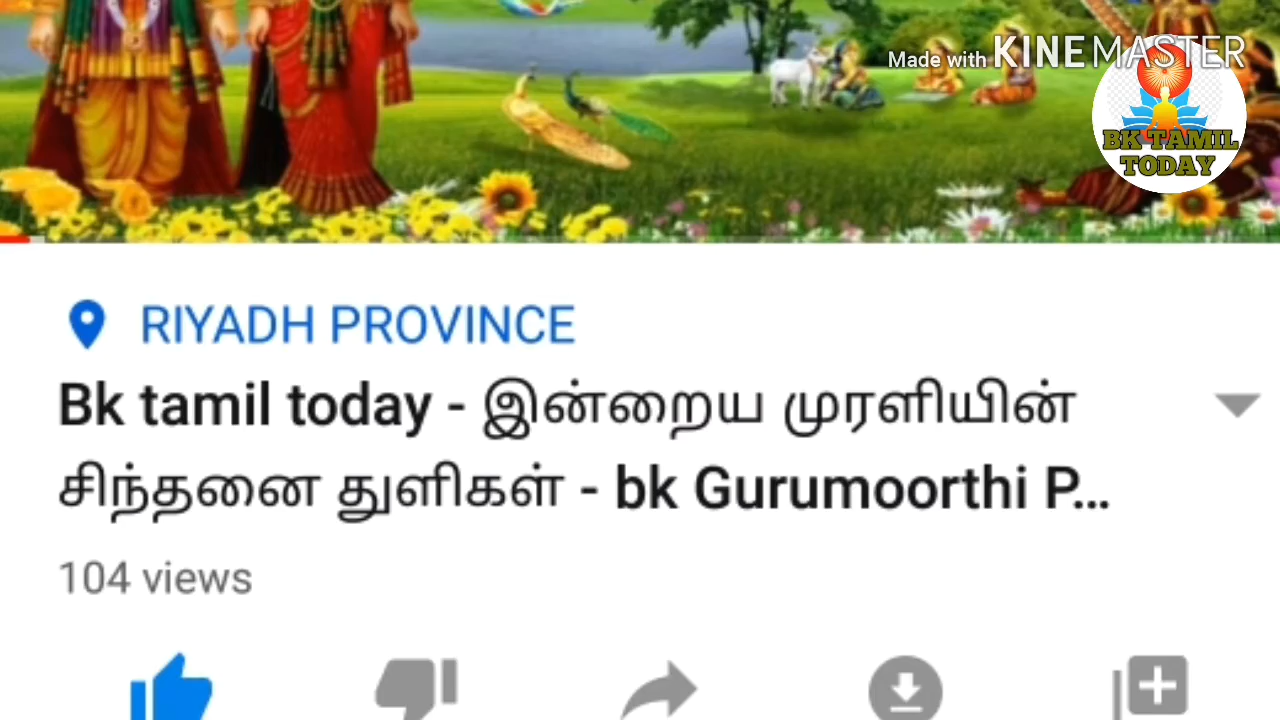 Made with KINEMASTER
BK TAMIL
TODAY
RIYADH PROVINCE
Bk tamil today - இன்றைய முரளியின்
சிந்தனை துளிகள் - bk Gurumoorthi P...
104 views